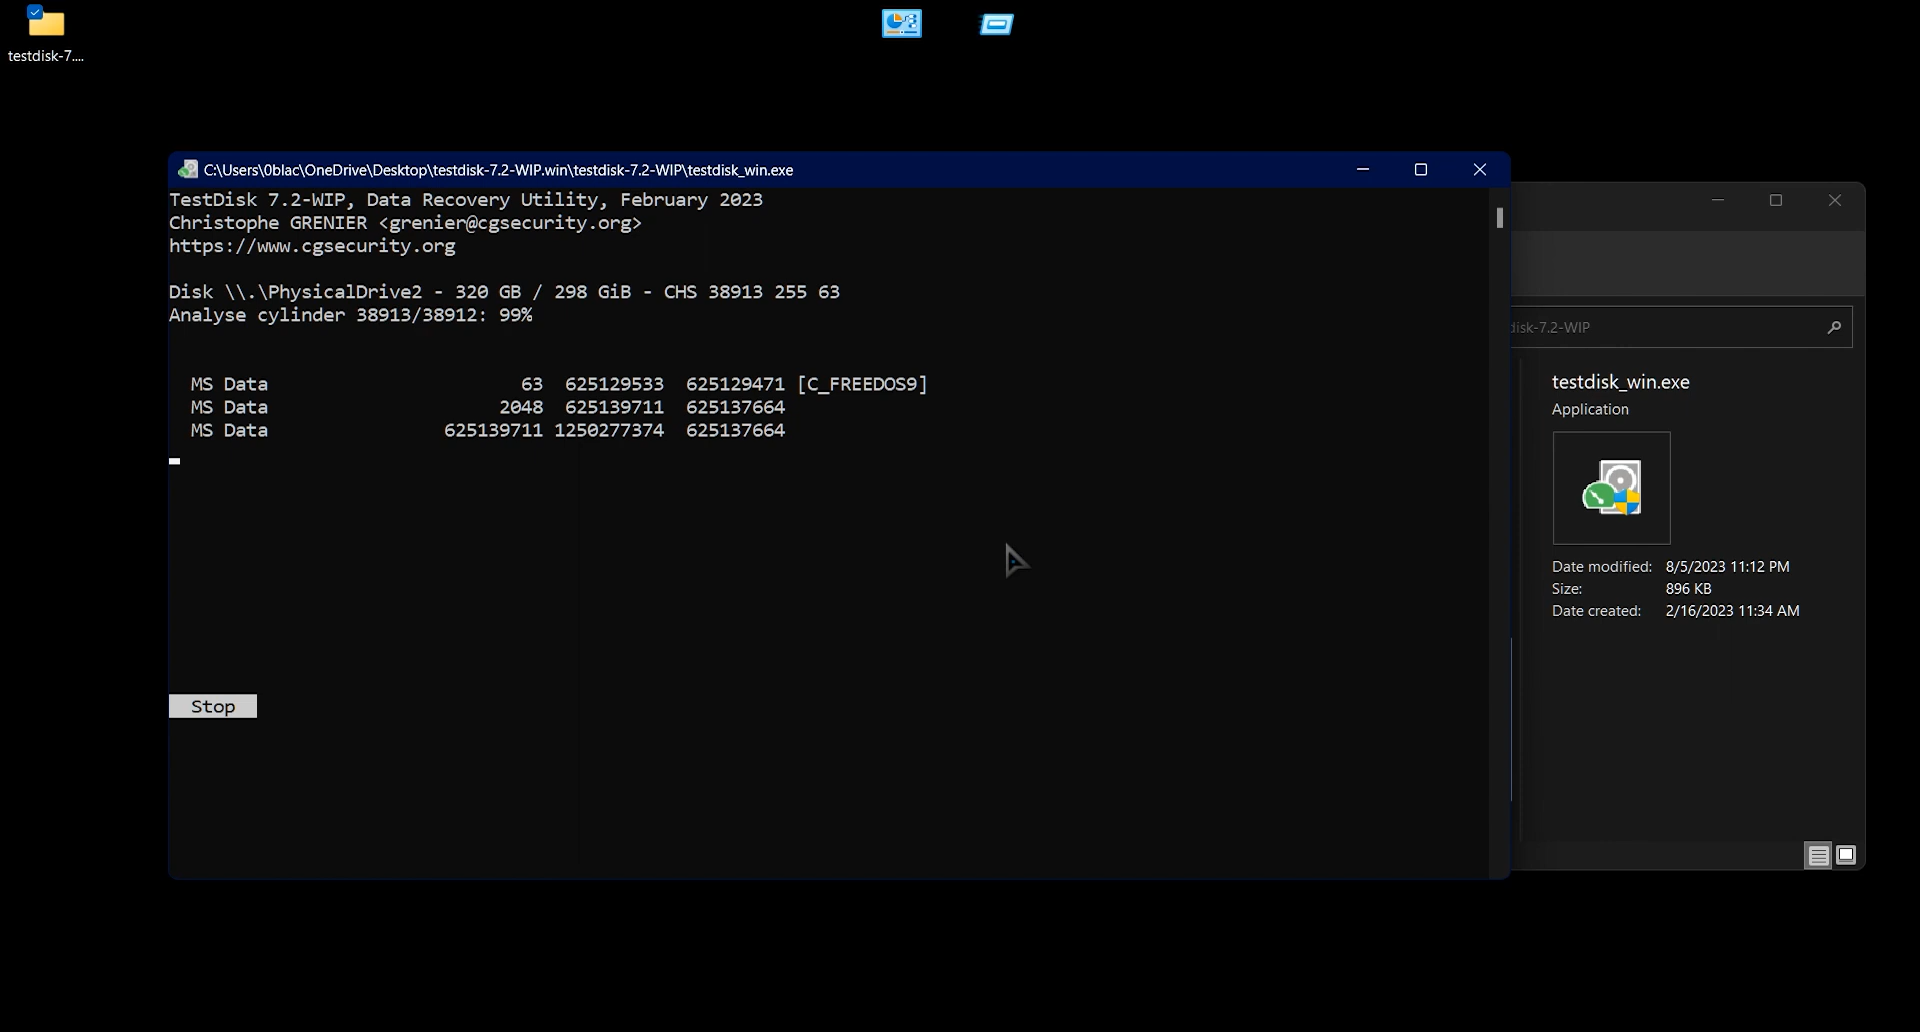 testdisk-7....
C:\Users\0blac\OneDrive\Desktop\testdisk-7.2-WIP.win\testdisk-7.2-WIP\testdisk_win.exe
TestDisk 7.2-WIP, Data Recovery Utility, February 2023
Christophe GRENIER <grenier@cgsecurity.org>
https://www.cgsecurity.org
Disk \\.\PhysicalDrive2 - 320 GB / 298 GiB - CHS 38913 255 63
Analyse cylinder 38913/38912: 99%
MS Data 63 625129533 625129471 [C_FREEDOS9]
MS Data 2048 625139711 625137664
MS Data 625139711 1250277374 625137664
Stop
disk-7.2-WIP
testdisk_win.exe
Application
Date modified: 8/5/2023 11:12 PM
Size: 896 KB
Date created: 2/16/2023 11:34 AM